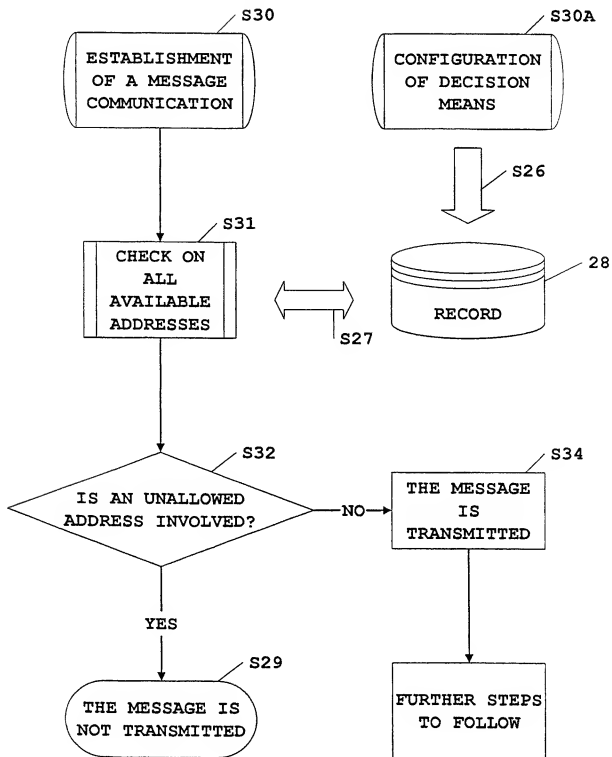 S30
ESTABLISHMENT
OF A MESSAGE
COMMUNICATION
S30A
CONFIGURATION
OF DECISION
MEANS
S26
S31
CHECK ON
ALL
AVAILABLE
ADDRESSES
S27
28
RECORD
S32
IS AN UNALLOWED
ADDRESS INVOLVED?
NO
S34
THE MESSAGE
IS
TRANSMITTED
YES
S29
THE MESSAGE IS
NOT TRANSMITTED
FURTHER STEPS
TO FOLLOW